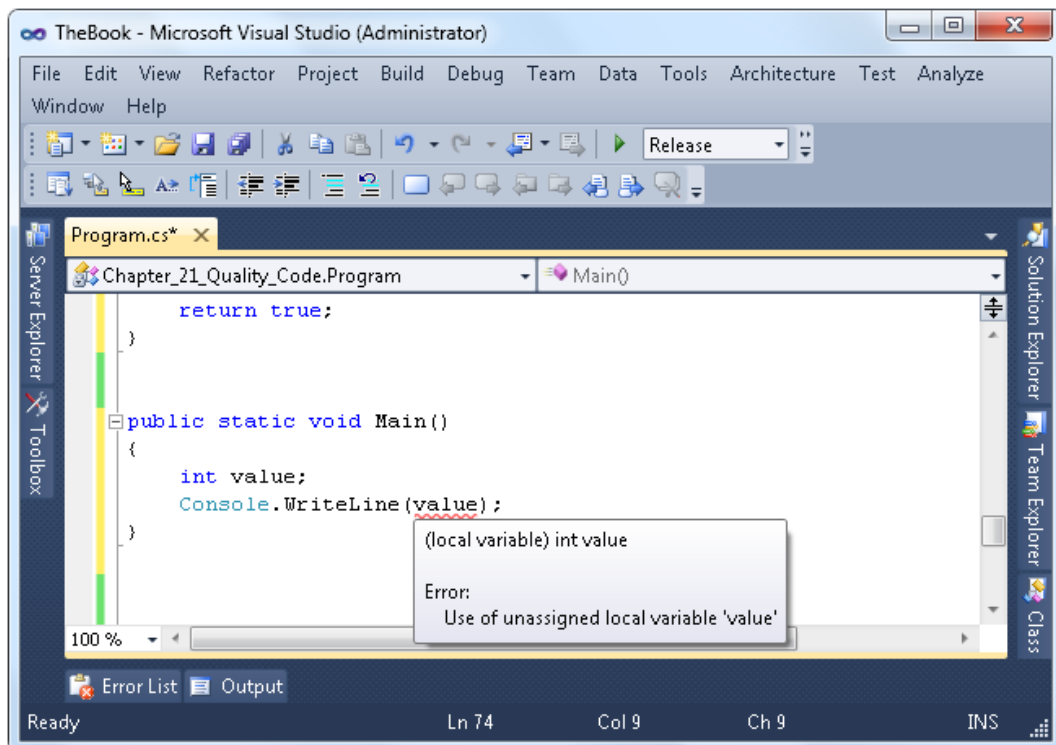 TheBook - Microsoft Visual Studio (Administrator)
File Edit View Refactor Project Build Debug Team Data Tools Architecture Test Analyze
Window Help
Release
Program.cs*
Chapter_21_Quality_Code.Program
Main()
Server Explorer
Toolbox
return true;
}
public static void Main()
{
int value;
Console.WriteLine(value);
}
(local variable) int value
Error:
Use of unassigned local variable 'value'
100 %
Solution Explorer
Team Explorer
Class
Error List Output
Ready Ln 74 Col 9 Ch 9 INS